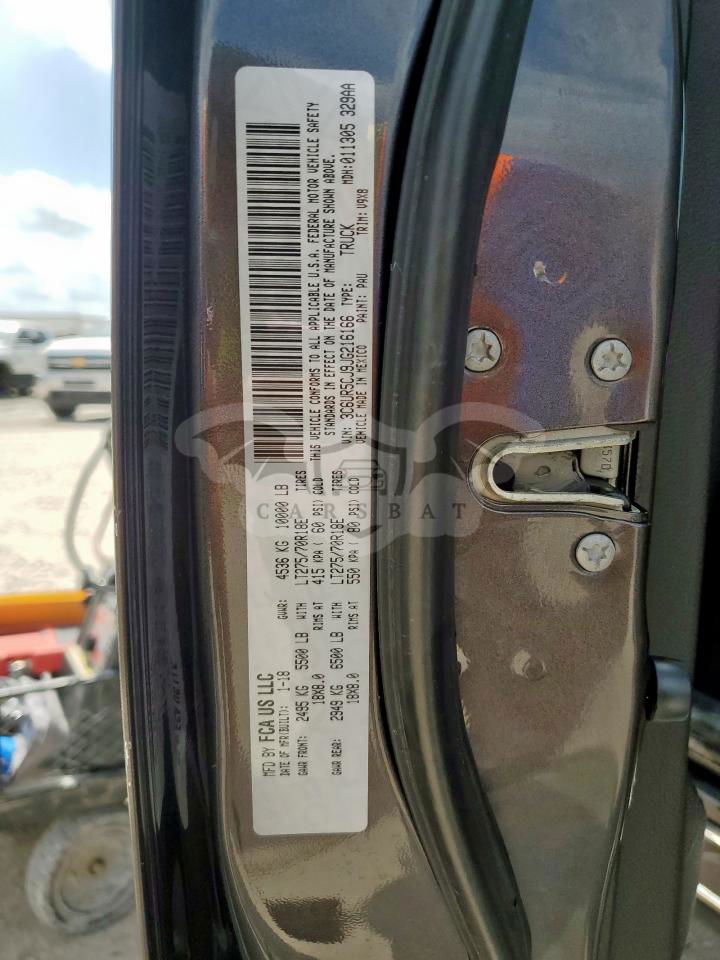 MFD BY FCA US LLC
DATE OF MFR(BUILT): 1-18 GVWR: 4536 KG 10000 LB
GAWR FRONT: 2495 KG 5500 LB WITH LT275/70R18E TIRES
18X8.0 RIMS AT 415 KPA( 60 PSI) COLD
GAWR REAR: 2949 KG 6500 LB WITH LT275/70R18E TIRES
18X8.0 RIMS AT 550 KPA( 80 PSI) COLD
THIS VEHICLE CONFORMS TO ALL APPLICABLE U.S.A. FEDERAL MOTOR VEHICLE SAFETY
STANDARDS IN EFFECT ON THE DATE OF MANUFACTURE SHOWN ABOVE.
VIN: 3C6UR5CJ9JG216166 TYPE: TRUCK MDH:011305 329AA
VEHICLE MADE IN MEXICO PAINT: PAU TRIM: V9X8
CARSBAT